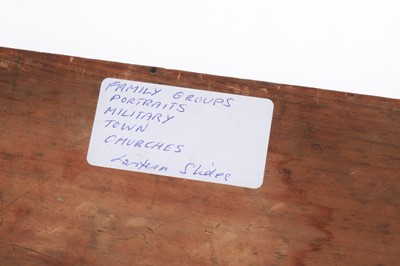 FAMILY GROUPS
PORTRAITS
MILITARY
TOWN
CHURCHES
Lantern Slides